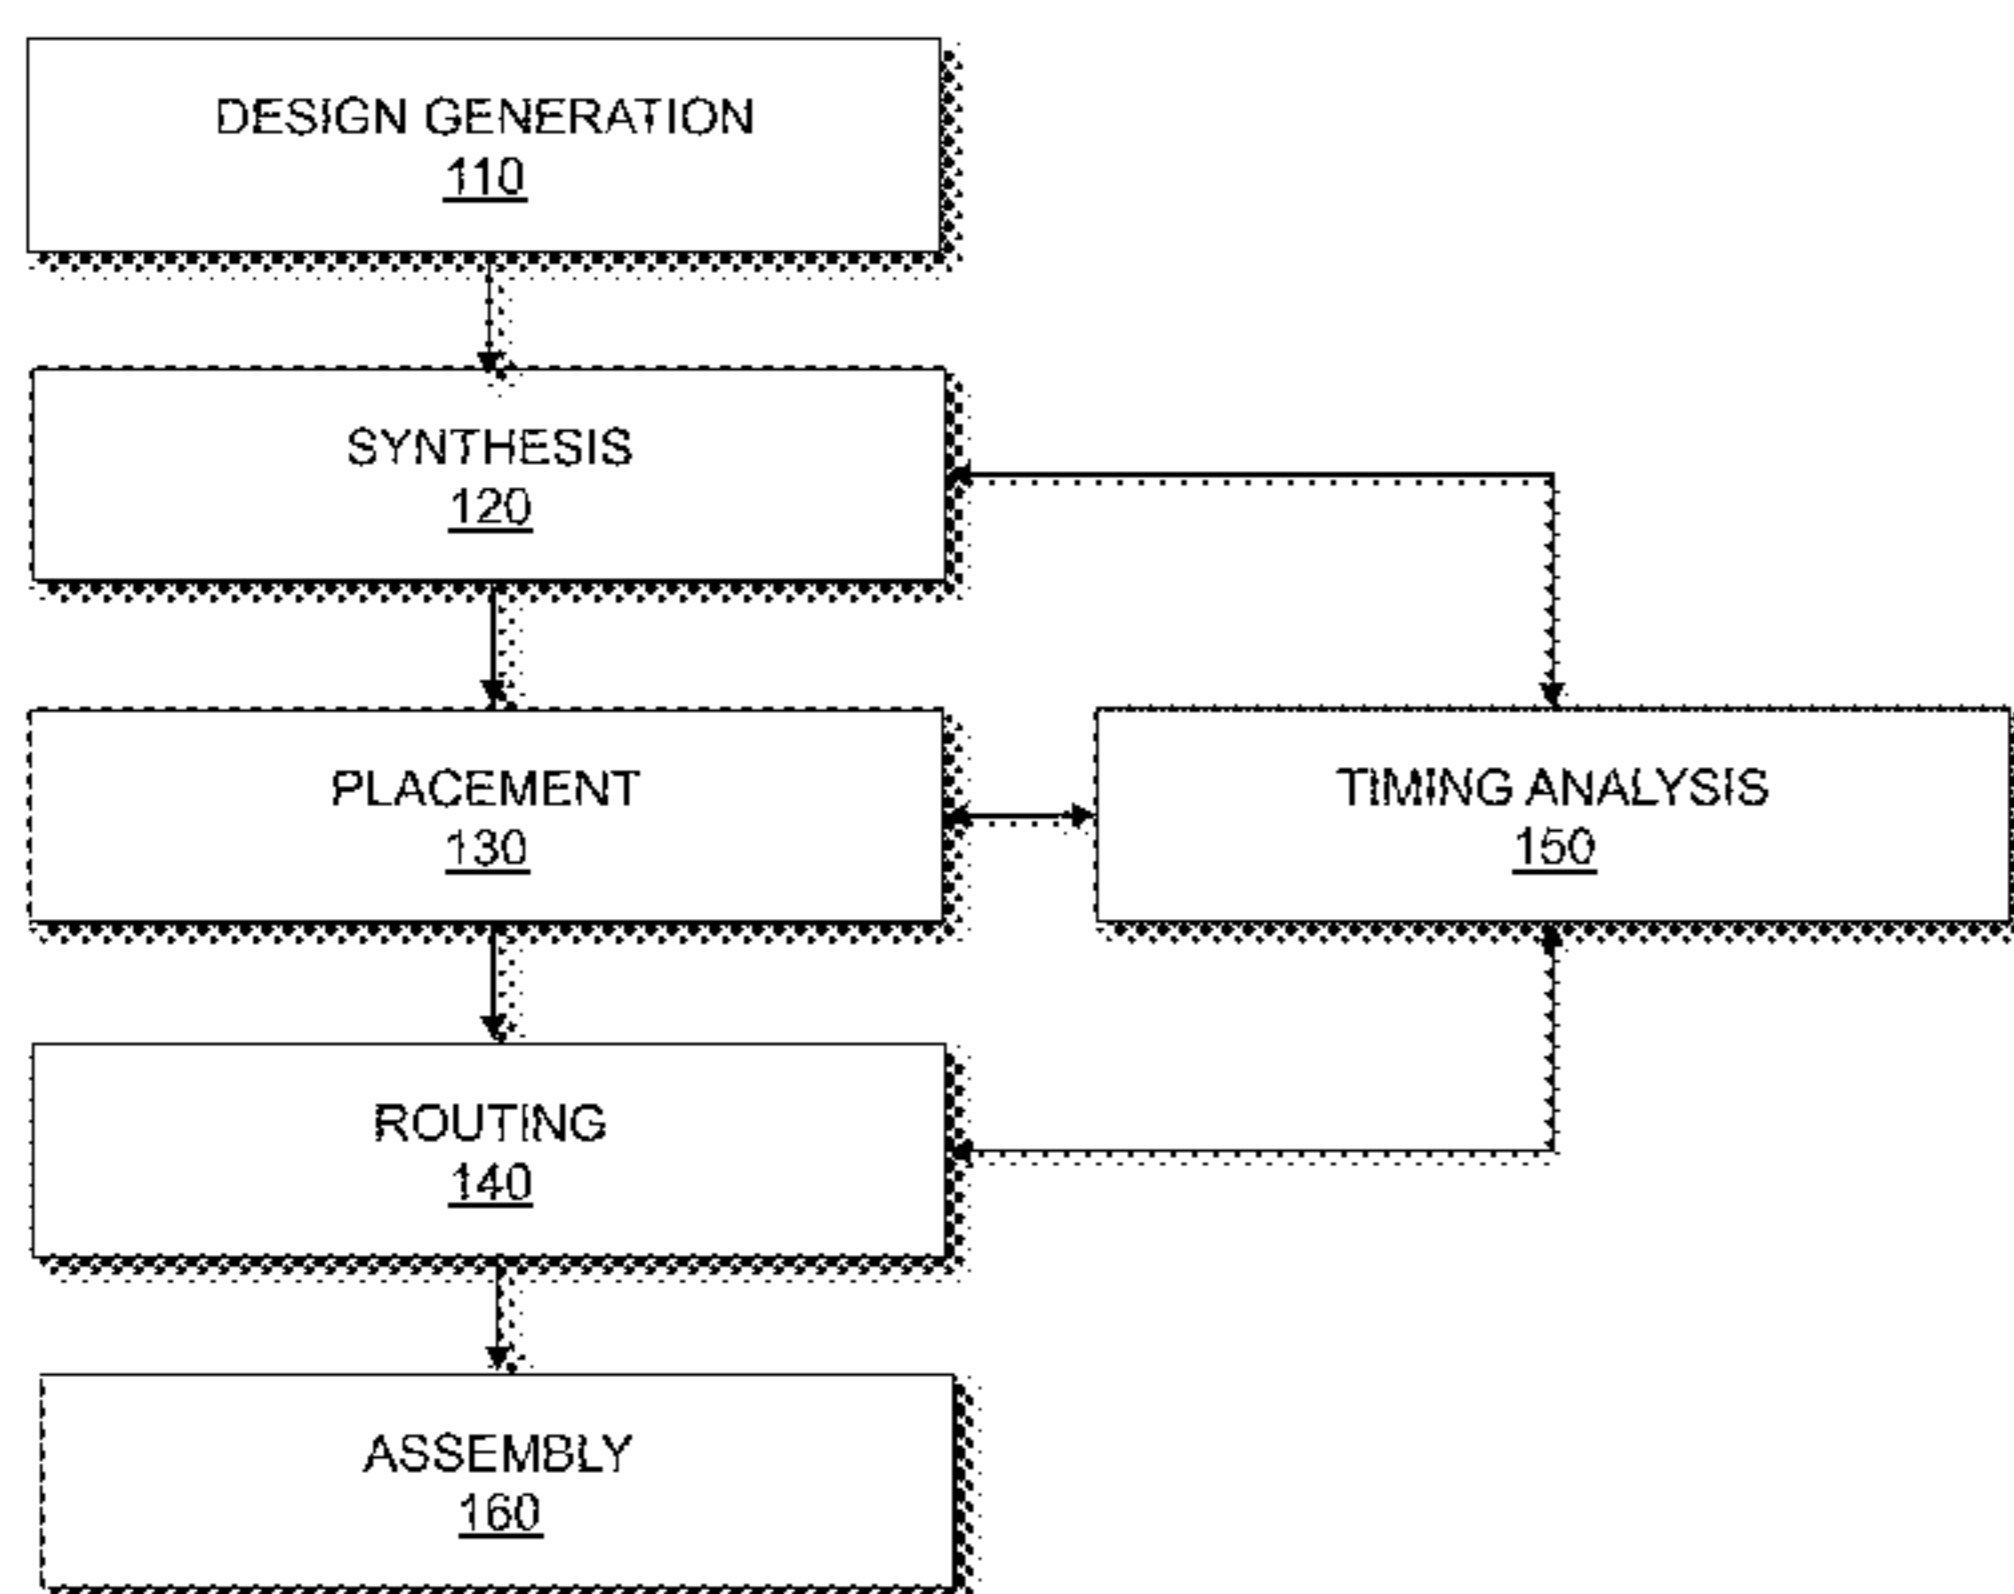 DESIGN GENERATION
110
SYNTHESIS
120
PLACEMENT
130
TIMING ANALYSIS
150
ROUTING
140
ASSEMBLY
160